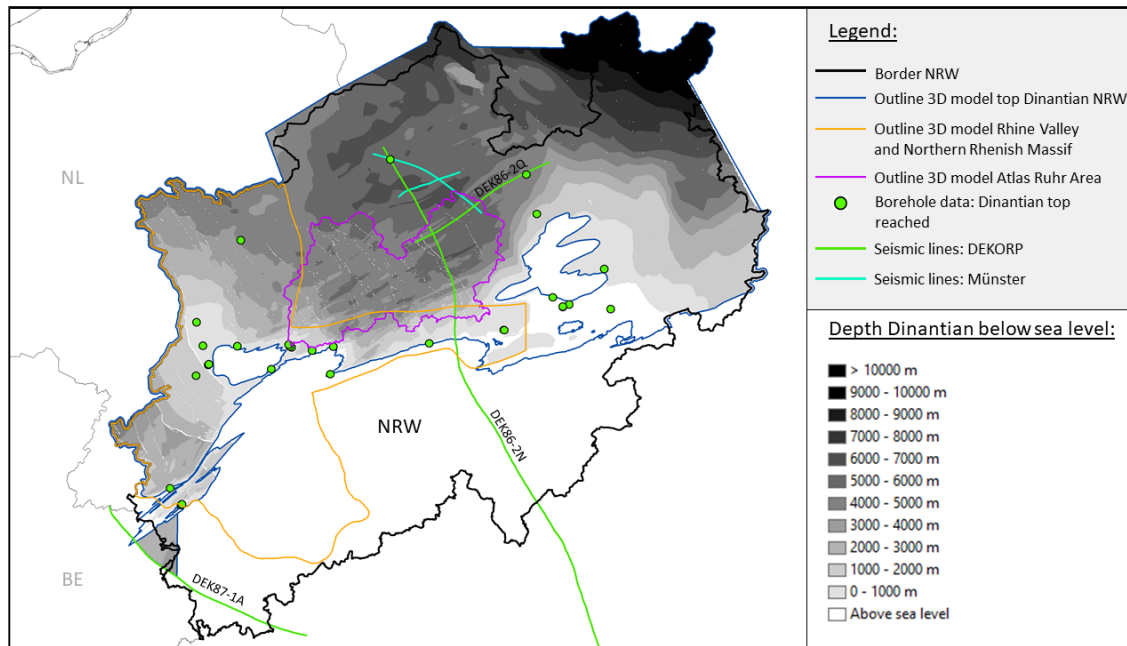 NL
BE
NRW
DEK86-2Q
DEK86-2N
DEK87-1A
Legend:
Border NRW
Outline 3D model top Dinantian NRW
Outline 3D model Rhine Valley
and Northern Rhenish Massif
Outline 3D model Atlas Ruhr Area
Borehole data: Dinantian top
reached
Seismic lines: DEKORP
Seismic lines: Münster
Depth Dinantian below sea level:
> 10000 m
9000 - 10000 m
8000 - 9000 m
7000 - 8000 m
6000 - 7000 m
5000 - 6000 m
4000 - 5000 m
3000 - 4000 m
2000 - 3000 m
1000 - 2000 m
0 - 1000 m
Above sea level